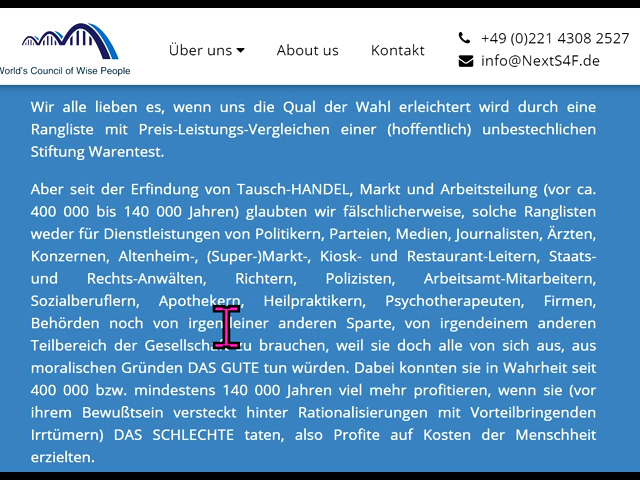 World's Council of Wise People
Über uns
About us
Kontakt
+49 (0)221 4308 2527
info@NextS4F.de
Wir alle lieben es, wenn uns die Qual der Wahl erleichtert wird durch eine
Rangliste mit Preis-Leistungs-Vergleichen einer (hoffentlich) unbestechlichen
Stiftung Warentest.
Aber seit der Erfindung von Tausch-HANDEL, Markt und Arbeitsteilung (vor ca.
400 000 bis 140 000 Jahren) glaubten wir fälschlicherweise, solche Ranglisten
weder für Dienstleistungen von Politikern, Parteien, Medien, Journalisten, Ärzten,
Konzernen, Altenheim-, (Super-)Markt-, Kiosk- und Restaurant-Leitern, Staats-
und Rechts-Anwälten, Richtern, Polizisten, Arbeitsamt-Mitarbeitern,
Sozialberuflern, Apothekern, Heilpraktikern, Psychotherapeuten, Firmen,
Behörden noch von irgendeiner anderen Sparte, von irgendeinem anderen
Teilbereich der Gesellschaft zu brauchen, weil sie doch alle von sich aus, aus
moralischen Gründen DAS GUTE tun würden. Dabei konnten sie in Wahrheit seit
400 000 bzw. mindestens 140 000 Jahren viel mehr profitieren, wenn sie (vor
ihrem Bewußtsein versteckt hinter Rationalisierungen mit Vorteilbringenden
Irrtümern) DAS SCHLECHTE taten, also Profite auf Kosten der Menschheit
erzielten.